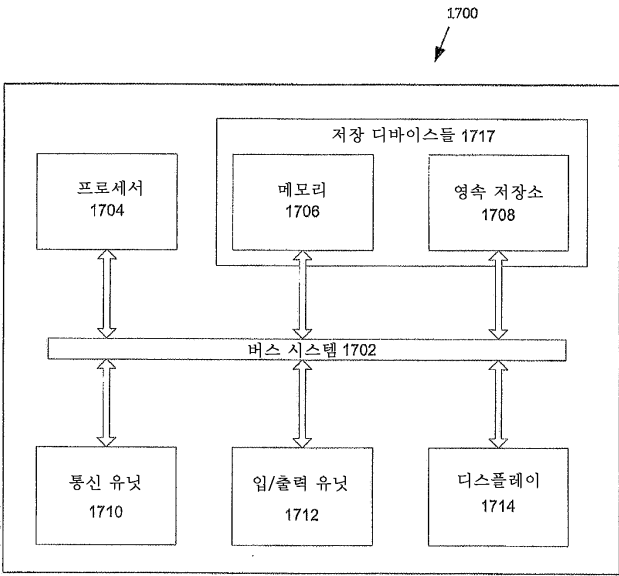 1700
저장 디바이스들 1717
프로세서
1704
메모리
1706
영속 저장소
1708
버스 시스템 1702
통신 유닛
1710
입/출력 유닛
1712
디스플레이
1714